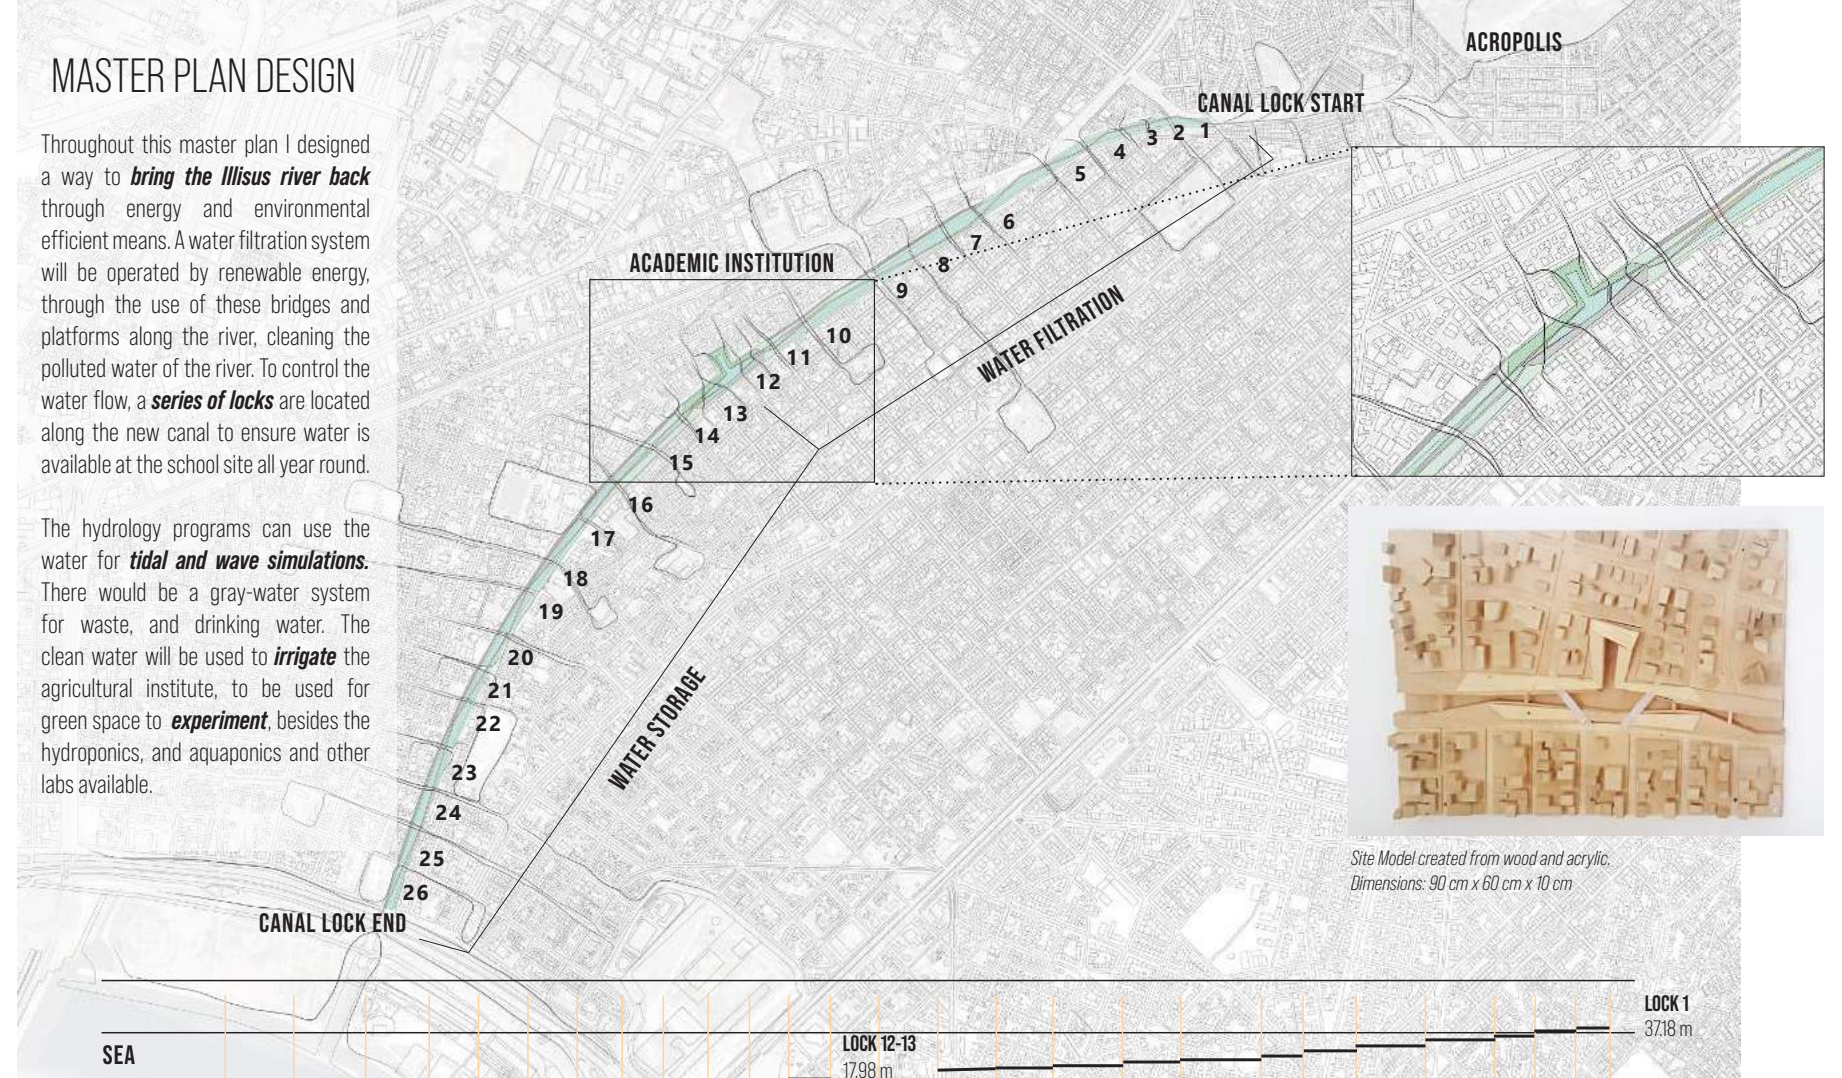 MASTER PLAN DESIGN
Throughout this master plan I designed
a way to bring the Illisus river back
through energy and environmental
efficient means. A water filtration system
will be operated by renewable energy,
through the use of these bridges and
platforms along the river, cleaning the
polluted water of the river. To control the
water flow, a series of locks are located
along the new canal to ensure water is
available at the school site all year round.
The hydrology programs can use the
water for tidal and wave simulations.
There would be a gray-water system
for waste, and drinking water. The
clean water will be used to irrigate the
agricultural institute, to be used for
green space to experiment, besides the
hydroponics, and aquaponics and other
labs available.
ACROPOLIS
CANAL LOCK START
1
2
3
4
5
6
7
8
9
ACADEMIC INSTITUTION
10
11
12
13
14
15
16
17
18
19
20
21
22
23
24
25
26
WATER FILTRATION
WATER STORAGE
CANAL LOCK END
Site Model created from wood and acrylic.
Dimensions: 90 cm x 60 cm x 10 cm
LOCK 1
37.18 m
LOCK 12-13
17.98 m
SEA